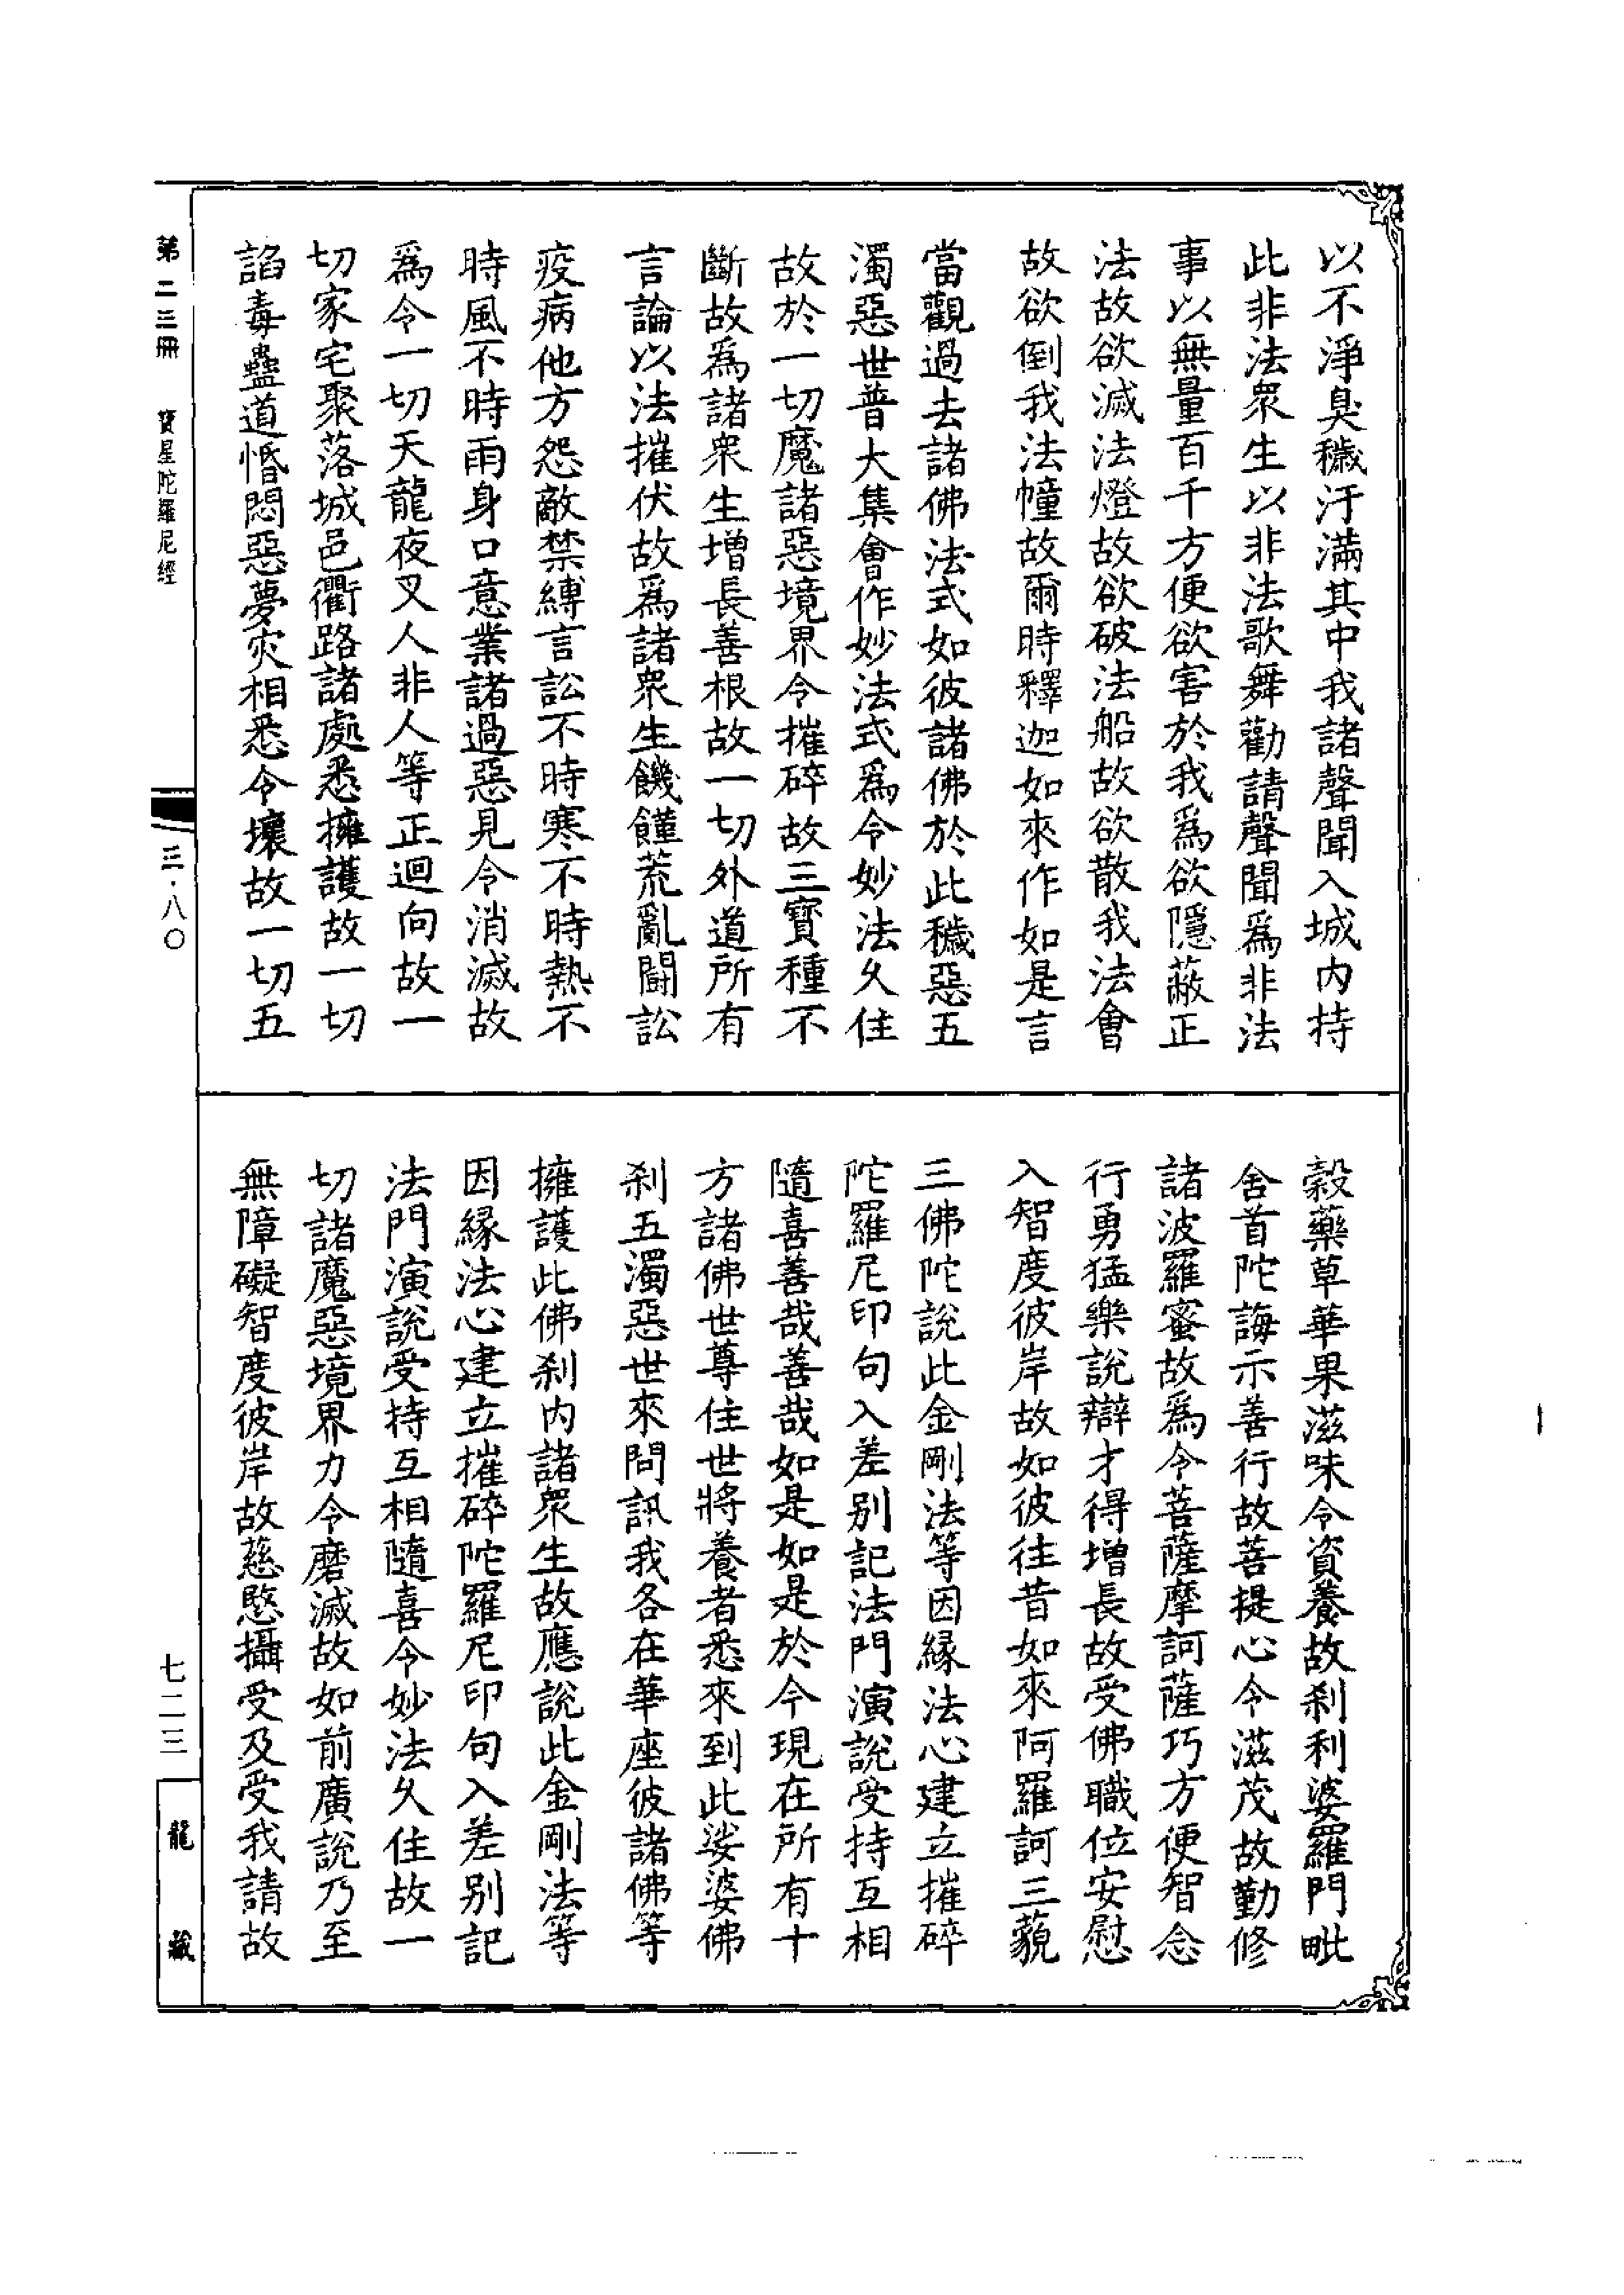 以不淨臭穢汙滿其中我諸聲聞入城内持
此非法衆生以非法歌舞勸請聲聞爲非法
事以無量百千方便欲害於我爲欲隱蔽正
法故欲滅法燈故欲破法船故欲散我法會
故欲倒我法幢故爾時釋迦如來作如是言
當觀過去諸佛法式如彼諸佛於此穢惡五
濁惡世普大集會作妙法式爲令妙法久住
故於一切魔諸惡境界令摧碎故三寳種不
斷故爲諸衆生増長善根故一切外道所有
言論以法摧伏故爲諸衆生饑饉荒亂鬪訟
疫病他方怨敵禁縛言訟不時寒不時熱不
時風不時雨身口意業諸過惡見令消滅故
爲令一切天龍夜叉人非人等正迴向故一
切家宅聚落城邑衢路諸處悉擁護故一切
諂毒蠱道惛悶惡夢灾相悉令壞故一切五
穀藥草華果滋味令資養故刹利婆羅門毗
舍首陀誨示善行故菩提心令滋茂故勤修
諸波羅蜜故爲令菩薩摩訶薩巧方便智念
行勇猛樂說辯才得増長故受佛職位安慰
入智度彼岸故如彼往昔如來阿羅訶三藐
三佛陀說此金剛法等因縁法心建立摧碎
陀羅尼印句入差别記法門演說受持互相
隨喜善哉善哉如是如是於今現在所有十
方諸佛世尊住世將養者悉來到此娑婆佛
刹五濁惡世來問訊我各在華座彼諸佛等
擁護此佛刹内諸衆生故應說此金剛法等
因縁法心建立摧碎陀羅尼印句入差别記
法門演說受持互相隨喜令妙法久住故一
切諸魔惡境界力令磨滅故如前廣說乃至
無障礙智度彼岸故慈愍攝受及受我請故
第二三冊 寶星陀羅尼經
三·八〇
七二三
龍藏